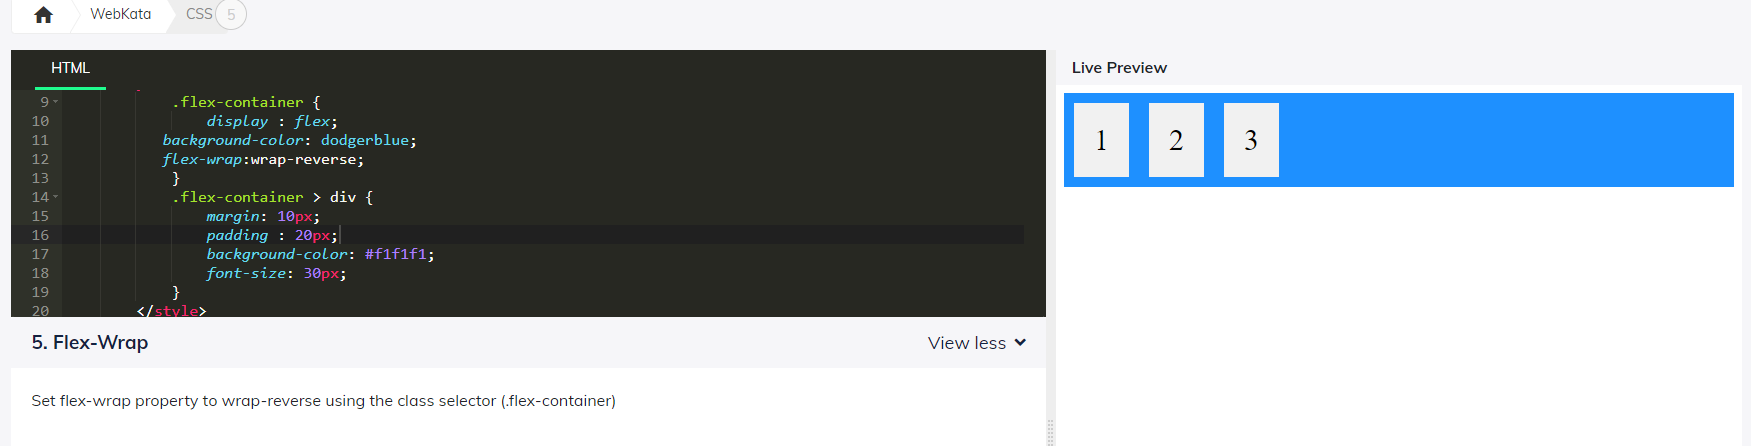 WebKata
CSS
5
HTML
Live Preview
9
.flex-container {
10
display : flex;
11
background-color: dodgerblue;
12
flex-wrap:wrap-reverse;
13
}
14
.flex-container > div {
15
margin: 10px;
16
padding : 20px;
17
background-color: #f1f1f1;
18
font-size: 30px;
19
}
20
</style>
1
2
3
5. Flex-Wrap
View less
Set flex-wrap property to wrap-reverse using the class selector (.flex-container)